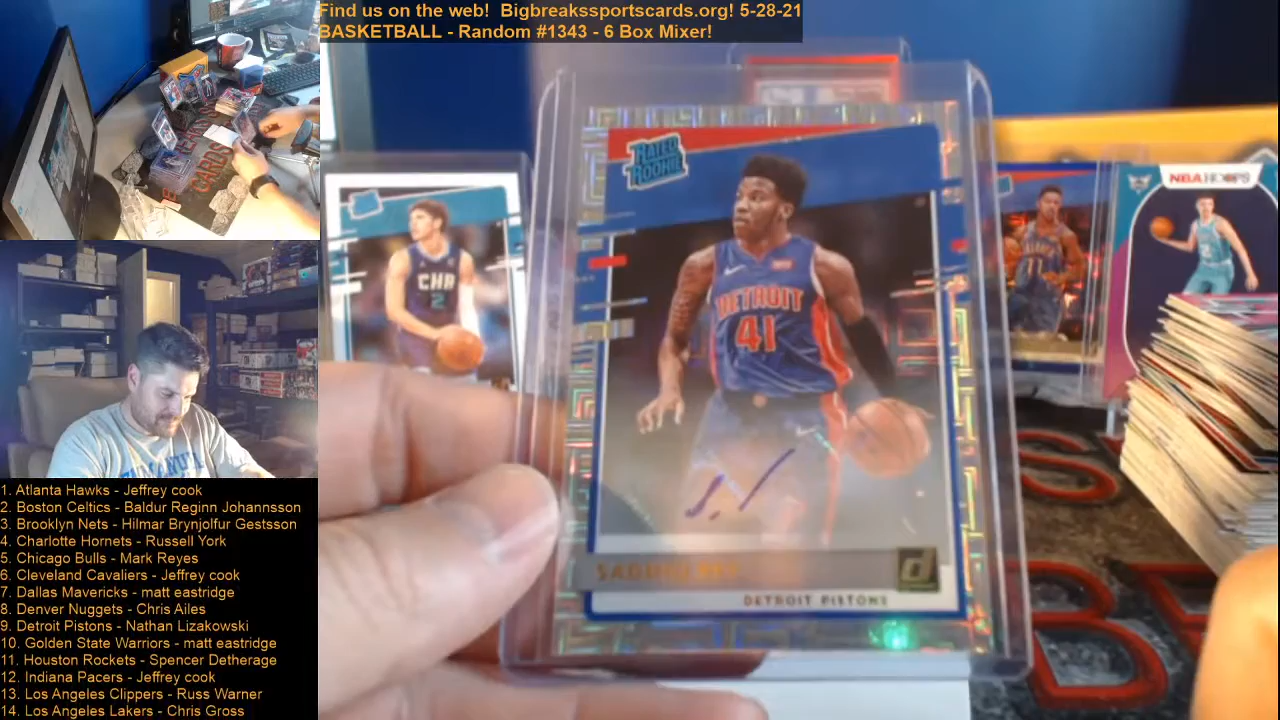 Find us on the web!  Bigbreakssportscards.org! 5-28-21
BASKETBALL - Random #1343 - 6 Box Mixer!
RATED
ROOKIE
DETROIT
41
DETROIT PISTONS
CHA
2
NBA HOOPS
11
CARDS
1. Atlanta Hawks - Jeffrey cook
2. Boston Celtics - Baldur Reginn Johannsson
3. Brooklyn Nets - Hilmar Brynjolfur Gestsson
4. Charlotte Hornets - Russell York
5. Chicago Bulls - Mark Reyes
6. Cleveland Cavaliers - Jeffrey cook
7. Dallas Mavericks - matt eastridge
8. Denver Nuggets - Chris Ailes
9. Detroit Pistons - Nathan Lizakowski
10. Golden State Warriors - matt eastridge
11. Houston Rockets - Spencer Detherage
12. Indiana Pacers - Jeffrey cook
13. Los Angeles Clippers - Russ Warner
14. Los Angeles Lakers - Chris Gross